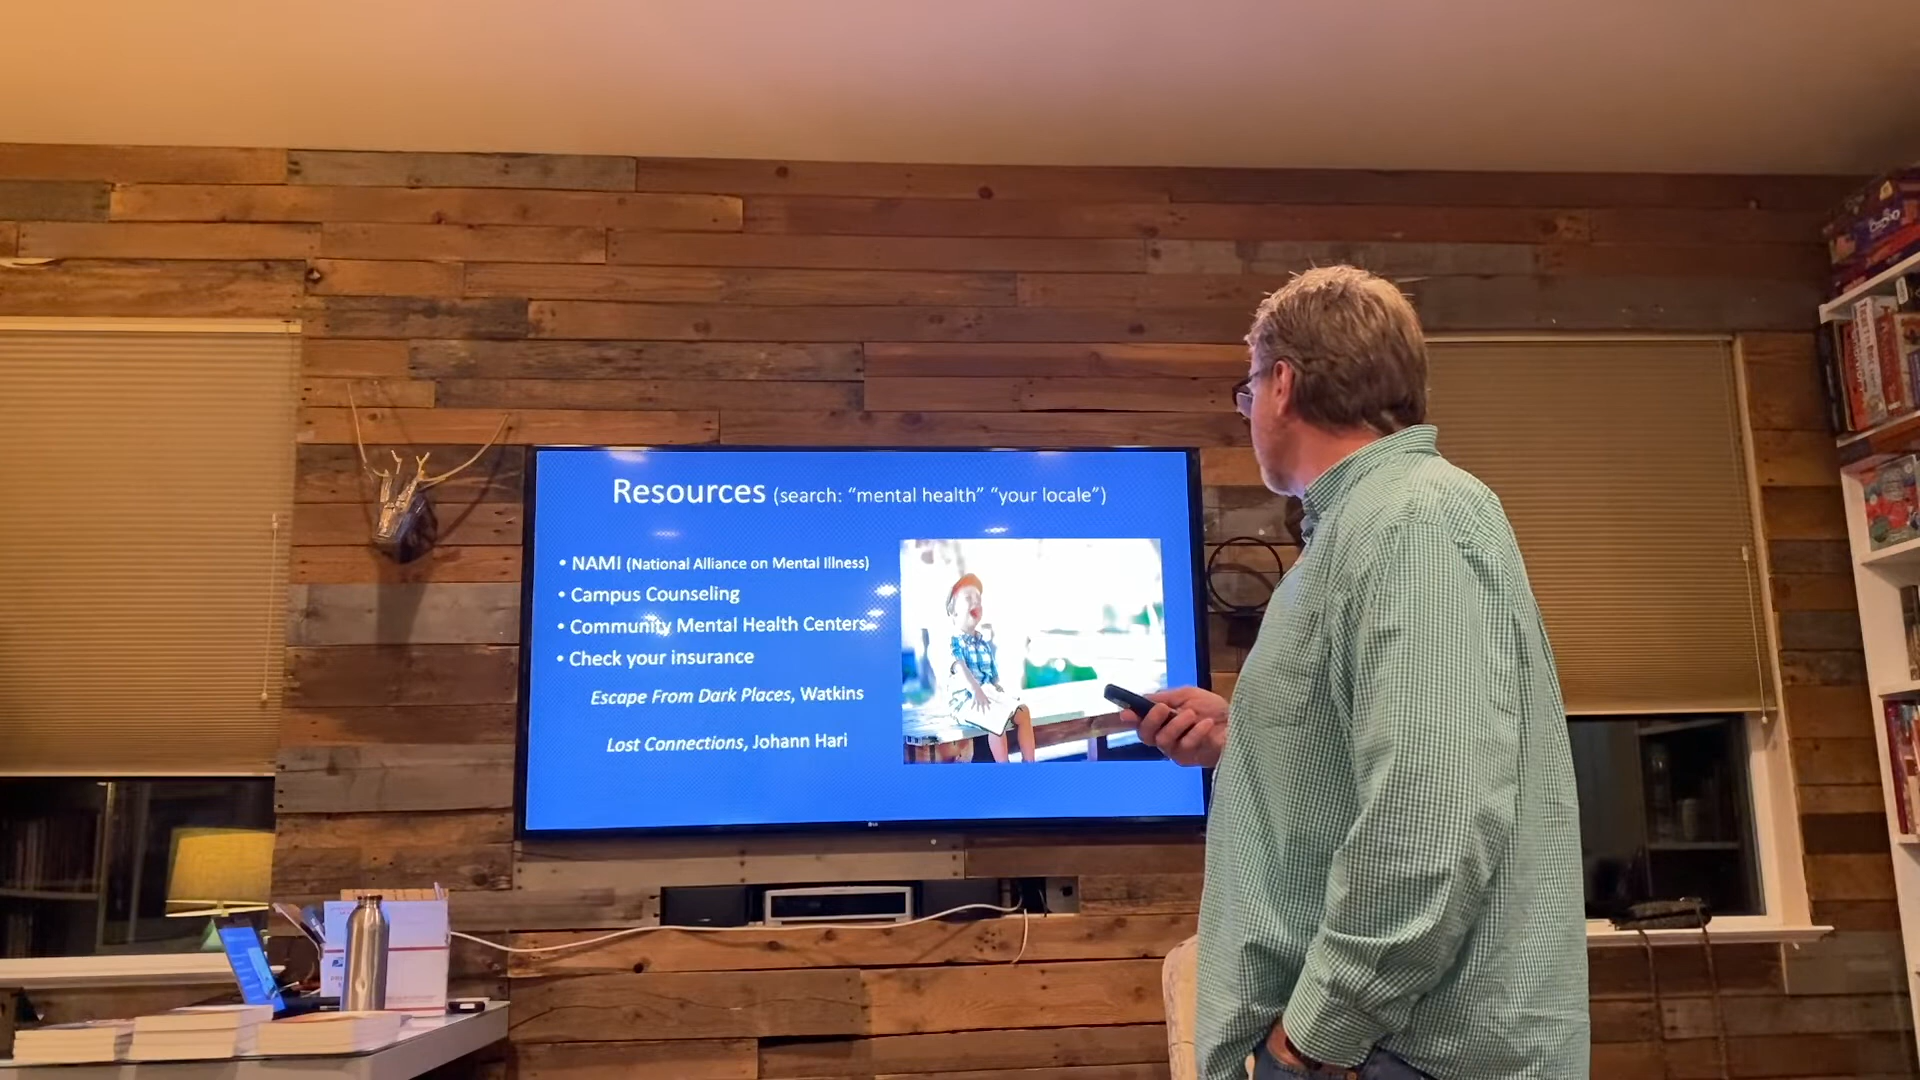 Resources (search: “mental health” “your locale”)
• NAMI (National Alliance on Mental Illness)
• Campus Counseling
• Community Mental Health Centers
• Check your insurance
Escape From Dark Places, Watkins
Lost Connections, Johann Hari
LG